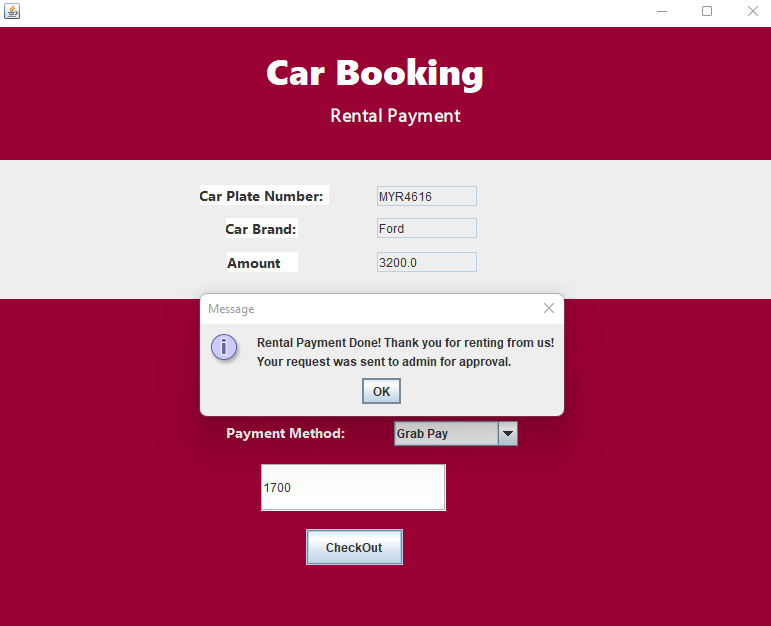 Car Booking
Rental Payment
Car Plate Number: MYR4616
Car Brand: Ford
Amount 3200.0
Message
Rental Payment Done! Thank you for renting from us!
Your request was sent to admin for approval.
OK
Payment Method: Grab Pay
1700
CheckOut